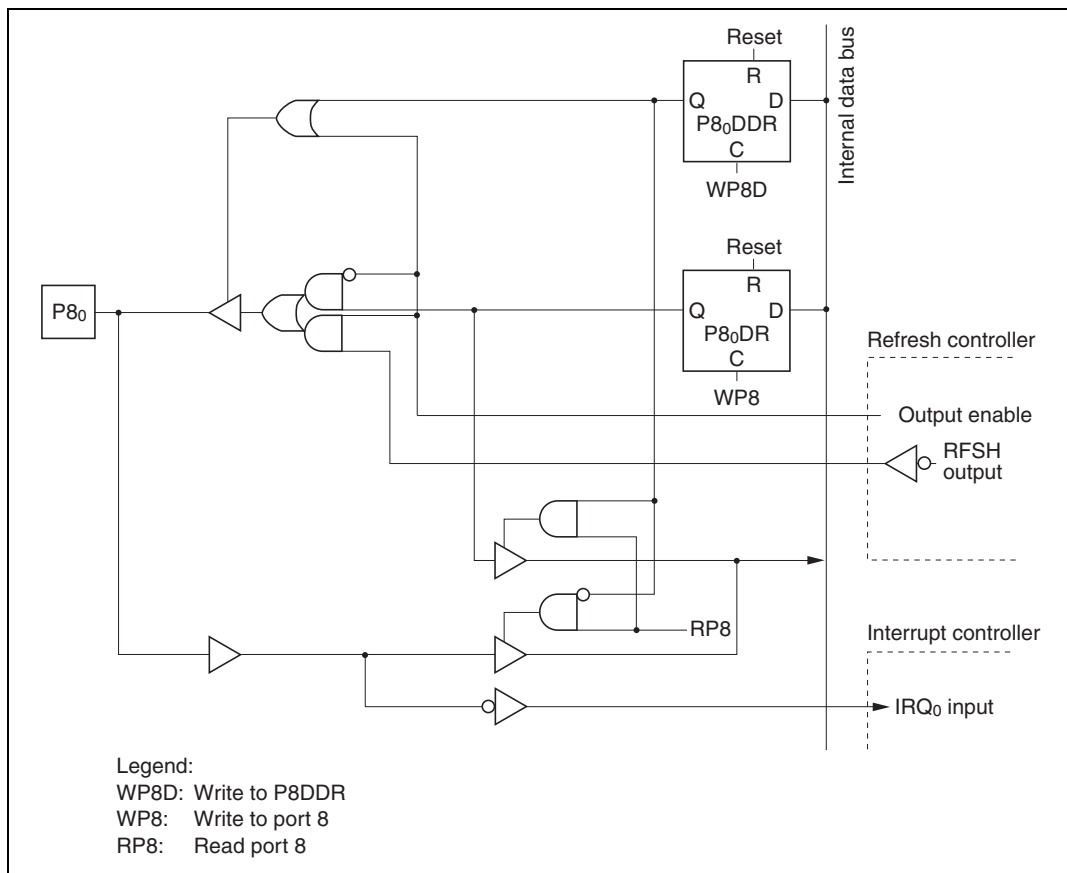 Reset
R
Q D
P8₀DDR
C
WP8D
Internal data bus
Reset
R
Q D
P8₀DR
C
WP8
P8₀
Refresh controller
Output enable
RFSH
output
RP8
Interrupt controller
IRQ₀ input
Legend:
WP8D: Write to P8DDR
WP8: Write to port 8
RP8: Read port 8